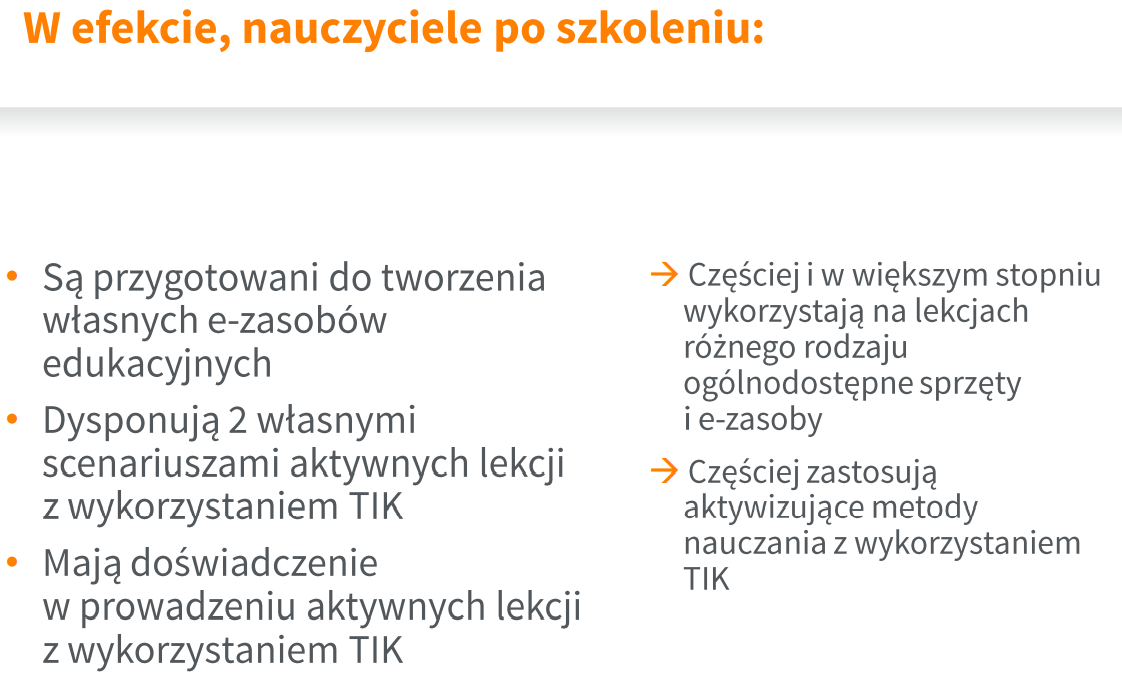 W efekcie, nauczyciele po szkoleniu:
• Są przygotowani do tworzenia
własnych e-zasobów
edukacyjnych
• Dysponują 2 własnymi
scenariuszami aktywnych lekcji
z wykorzystaniem TIK
• Mają doświadczenie
w prowadzeniu aktywnych lekcji
z wykorzystaniem TIK
→ Częściej i w większym stopniu
wykorzystają na lekcjach
różnego rodzaju
ogólnodostępne sprzęty
i e-zasoby
→ Częściej zastosują
aktywizujące metody
nauczania z wykorzystaniem
TIK